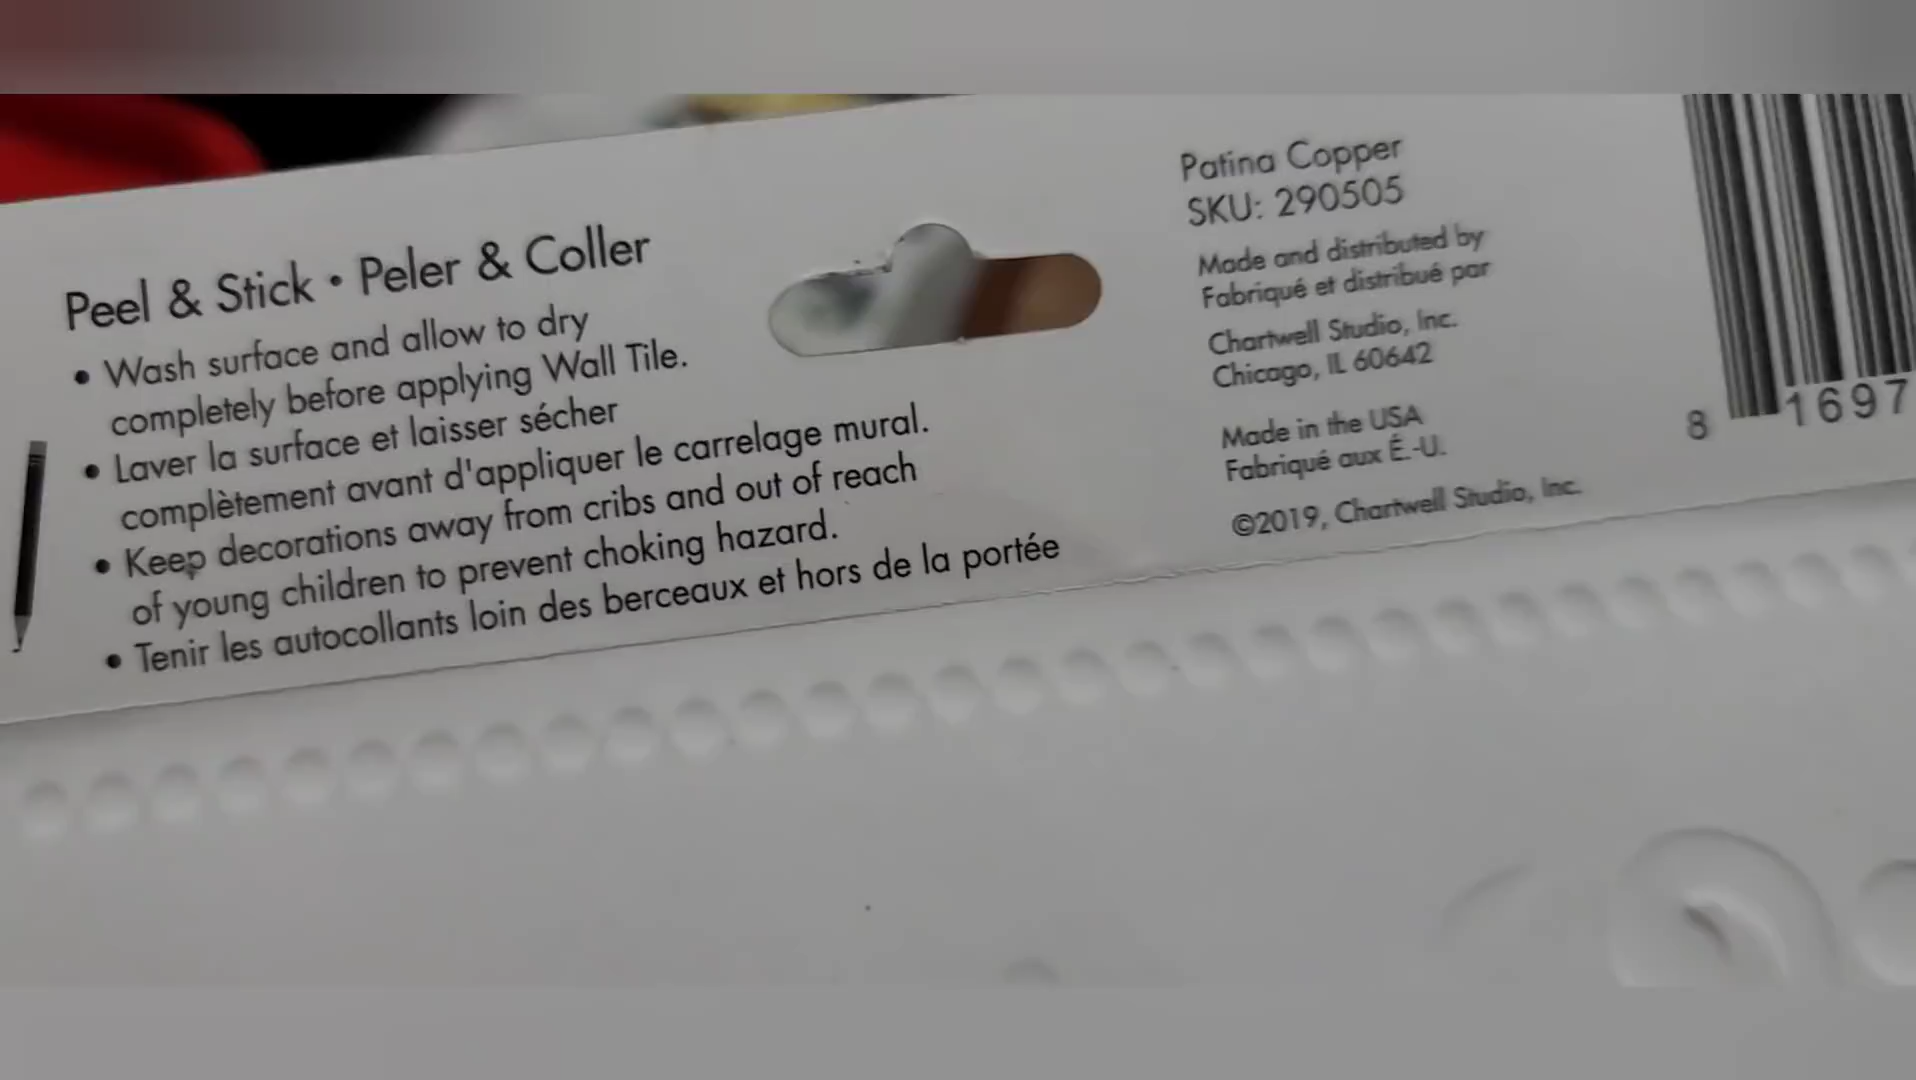 Peel & Stick • Peler & Coller
• Wash surface and allow to dry
completely before applying Wall Tile.
• Laver la surface et laisser sécher
complètement avant d'appliquer le carrelage mural.
• Keep decorations away from cribs and out of reach
of young children to prevent choking hazard.
• Tenir les autocollants loin des berceaux et hors de la portée
Patina Copper
SKU: 290505
Made and distributed by
Fabriqué et distribué par
Chartwell Studio, Inc.
Chicago, IL 60642
Made in the USA
Fabriqué aux É.-U.
©2019, Chartwell Studio, Inc.
8 1697